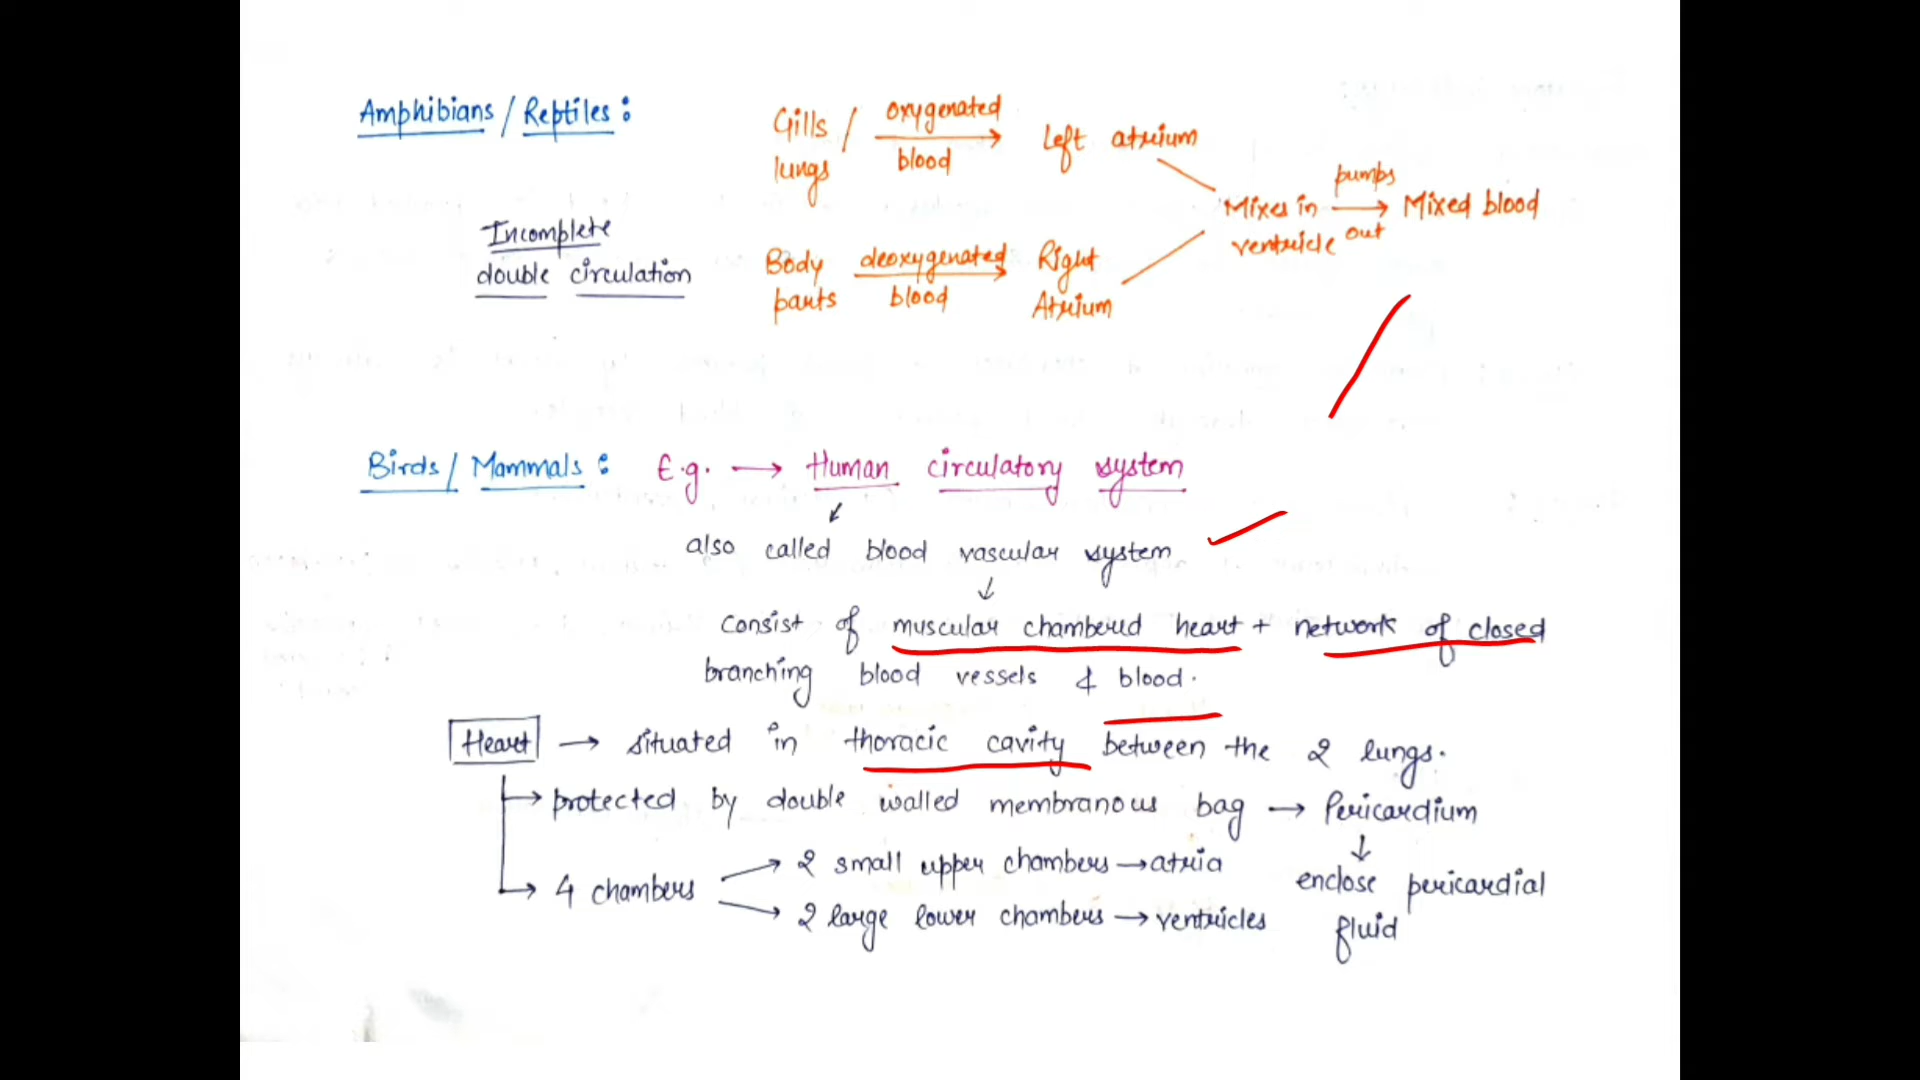 Amphibians / Reptiles :
Incomplete
double circulation
Gills / lungs
oxygenated
blood
Left atrium
Body parts
deoxygenated
blood
Right Atrium
Mixes in ventricle
pumps
out
Mixed blood
Birds / Mammals : E.g. → Human circulatory system
↓
also called blood vascular system
↓
Consist of muscular chambered heart + network of closed
branching blood vessels & blood.
Heart → situated in thoracic cavity between the 2 lungs.
→ protected by double walled membranous bag → Pericardium
↓
enclose pericardial
fluid
→ 4 chambers
→ 2 small upper chambers → atria
→ 2 large lower chambers → ventricles